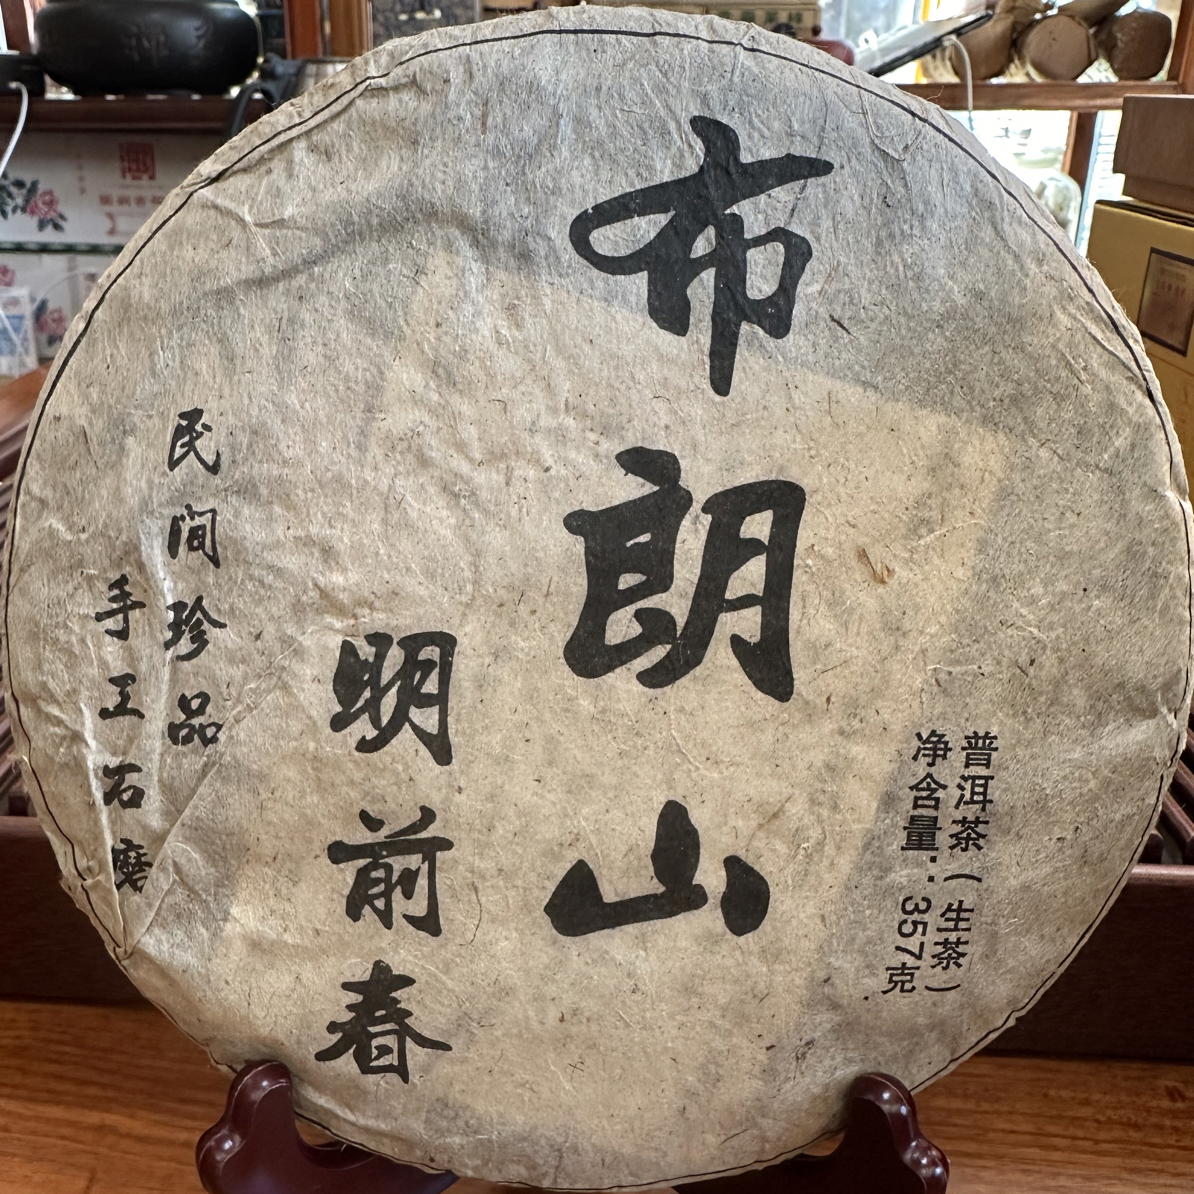 普洱茶(生茶)
净含量:357克
布朗山
明前春
民间珍品
手工石磨